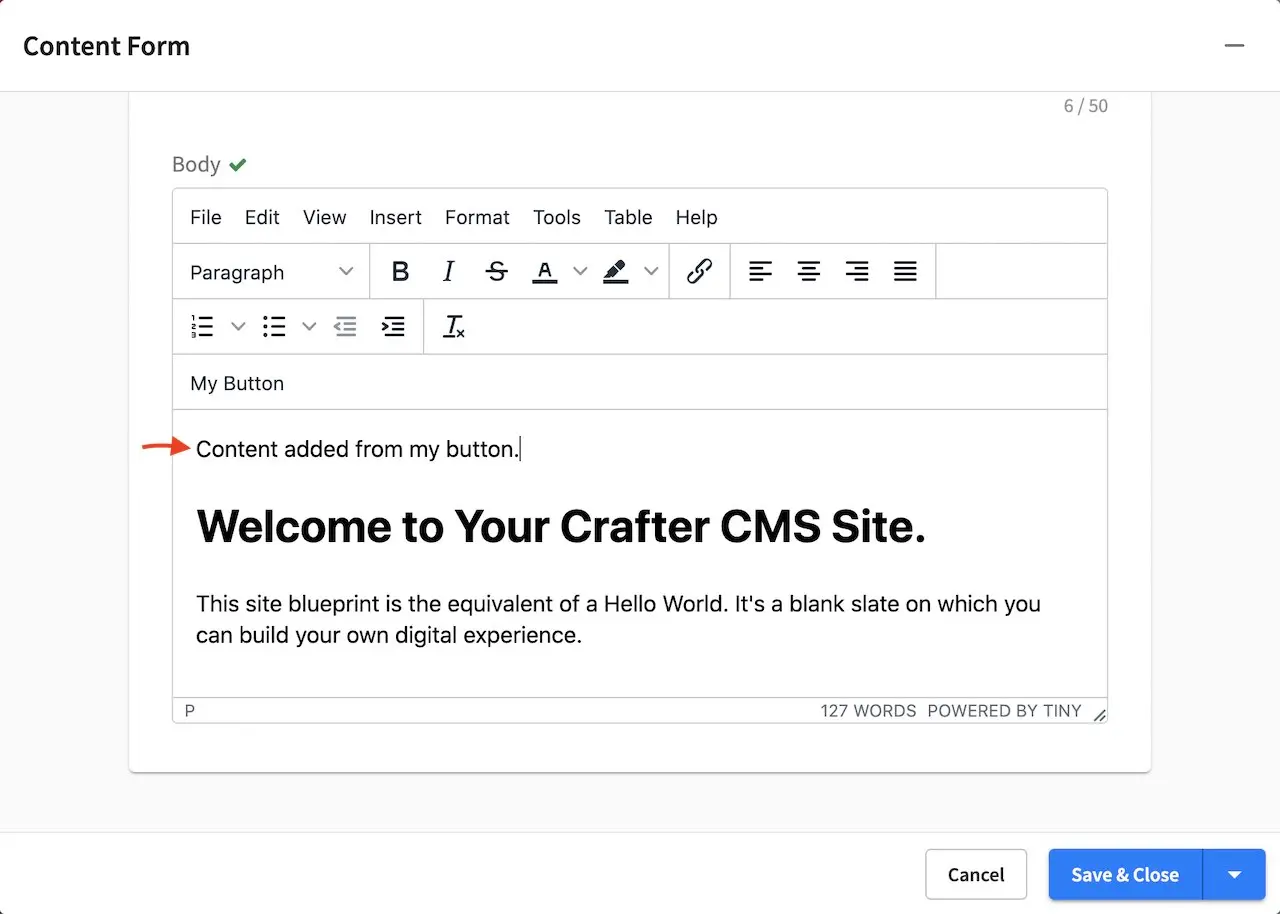 Content Form
6 / 50
Body
File Edit View Insert Format Tools Table Help
Paragraph B I S A
My Button
Content added from my button.
Welcome to Your Crafter CMS Site.
This site blueprint is the equivalent of a Hello World. It's a blank slate on which you
can build your own digital experience.
P 127 WORDS POWERED BY TINY
Cancel Save & Close